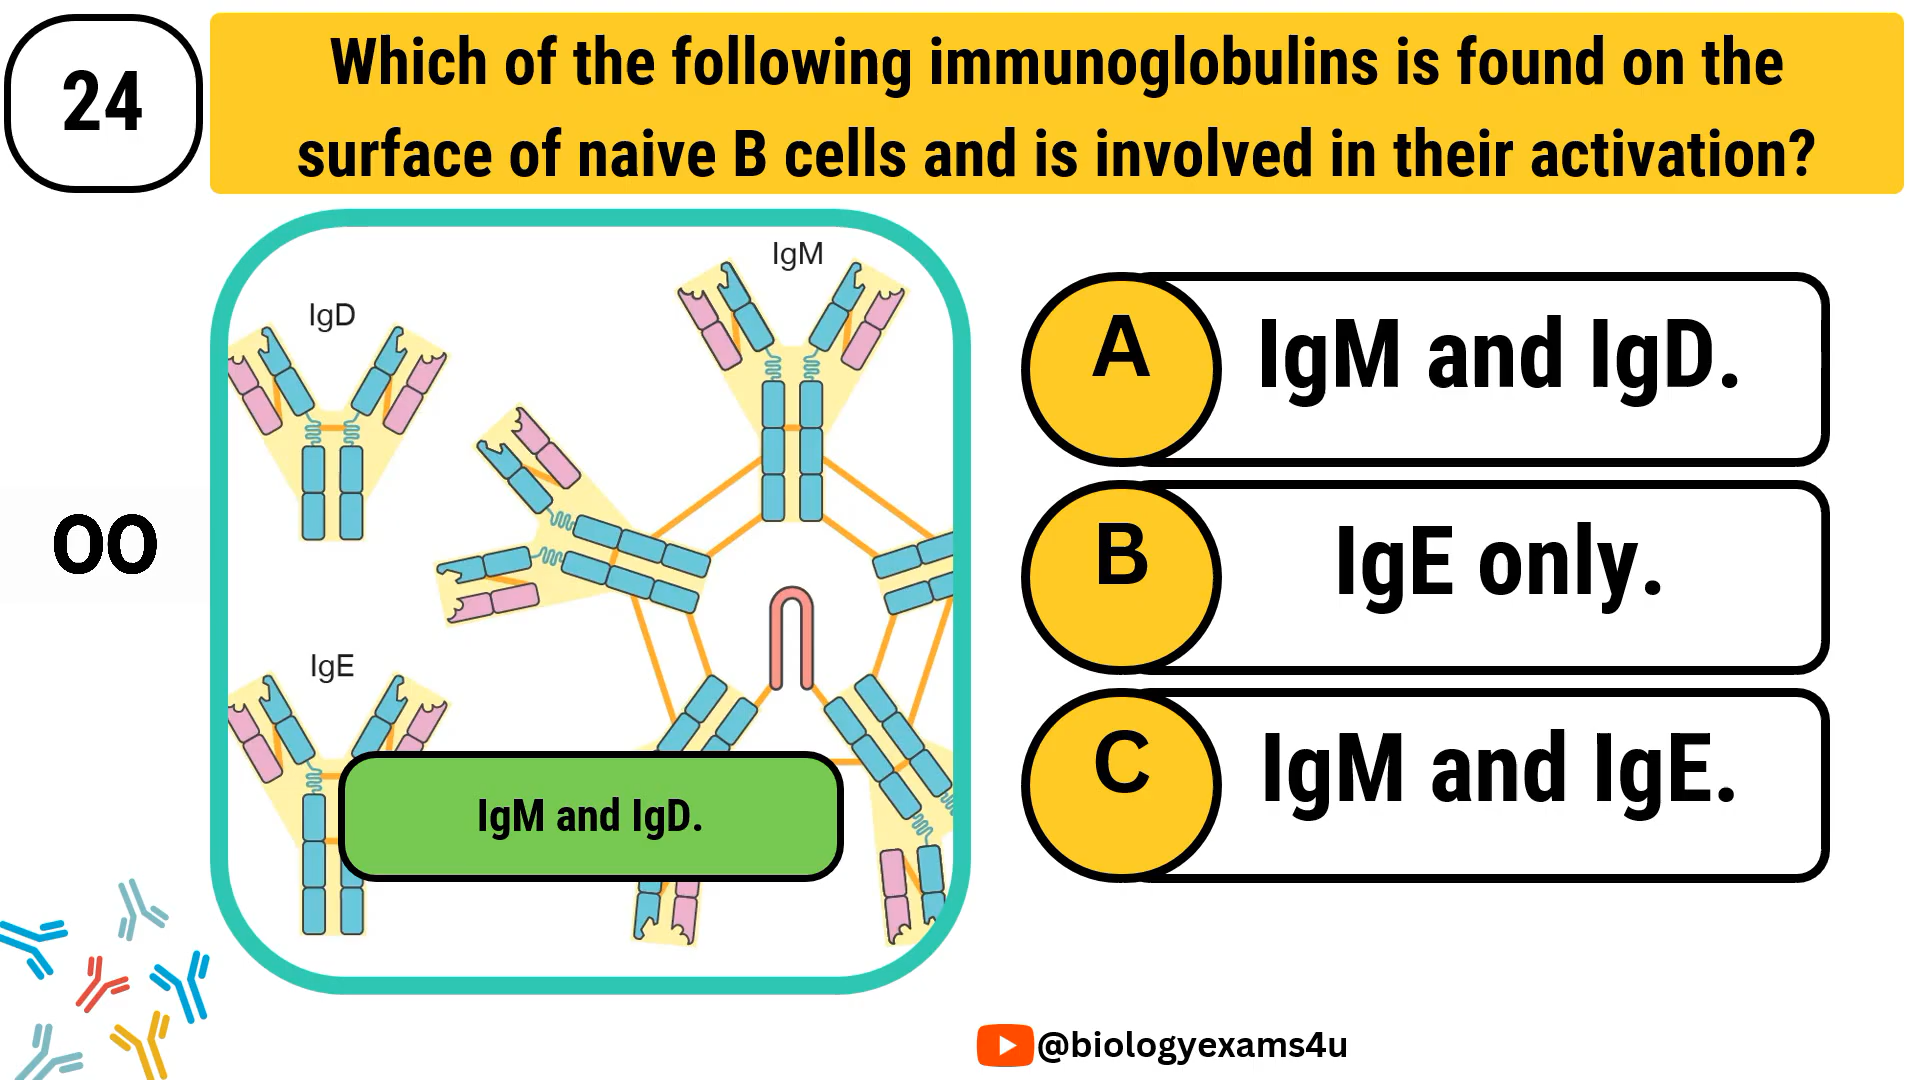 24
Which of the following immunoglobulins is found on the
surface of naive B cells and is involved in their activation?
IgM
IgD
IgE
00
IgM and IgD.
A
IgM and IgD.
B
IgE only.
C
IgM and IgE.
@biologyexams4u